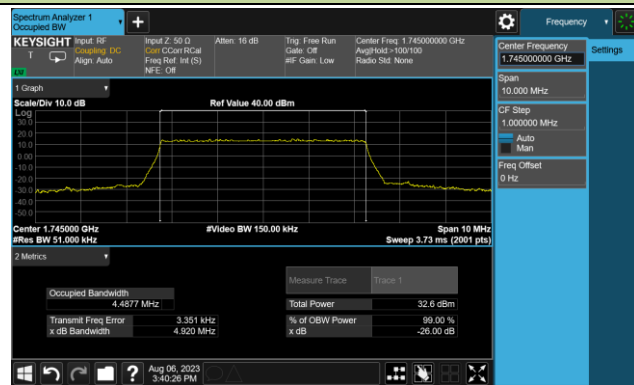 Spectrum Analyzer 1
Occupied BW
Frequency
KEYSIGHT
Input: RF
Coupling: DC
Align: Auto
Input Z: 50 Ω
Corr CCorr RCal
Freq Ref: Int (S)
NFE: Off
Atten: 16 dB
Trig: Free Run
Gate: Off
#IF Gain: Low
Center Freq: 1.745000000 GHz
Avg|Hold:>100/100
Radio Std: None
T
1 Graph
Scale/Div 10.0 dB
Ref Value 40.00 dBm
Log
30.0
20.0
10.0
0.00
-10.0
-20.0
-30.0
-40.0
-50.0
Center 1.745000 GHz
#Video BW 150.00 kHz
Span 10 MHz
#Res BW 51.000 kHz
Sweep 3.73 ms (2001 pts)
2 Metrics
Measure Trace
Trace 1
Occupied Bandwidth
4.4877 MHz
Total Power
32.6 dBm
Transmit Freq Error
3.351 kHz
% of OBW Power
99.00 %
x dB Bandwidth
4.920 MHz
x dB
-26.00 dB
Aug 06, 2023
3:40:26 PM
Center Frequency
1.745000000 GHz
Settings
Span
10.000 MHz
CF Step
1.000000 MHz
Auto
Man
Freq Offset
0 Hz